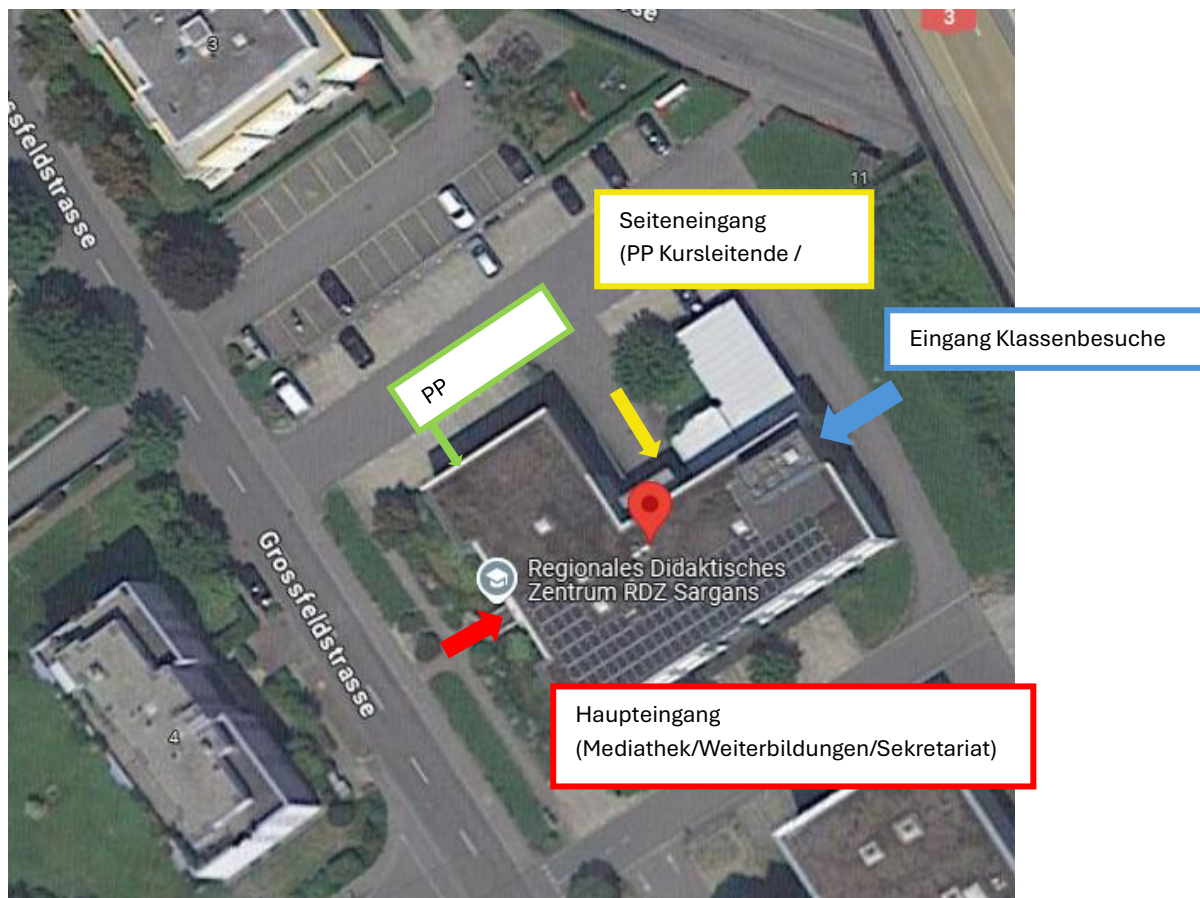 3
3
ssfeldstrasse
11
Seiteneingang
(PP Kursleitende /
Eingang Klassenbesuche
PP
Regionales Didaktisches
Zentrum RDZ Sargans
Grossfeldstrasse
Haupteingang
(Mediathek/Weiterbildungen/Sekretariat)
4